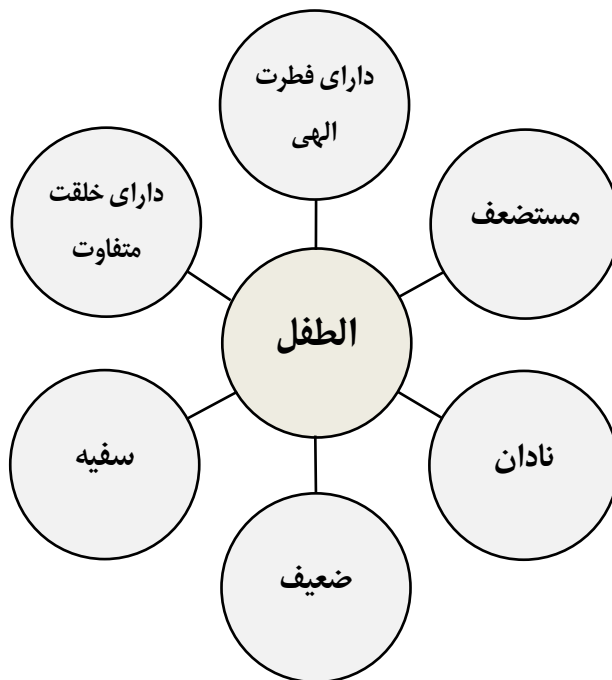 دارای فطرت
الهی
مستضعف
دارای خلقت
متفاوت
الطفل
نادان
سفیه
ضعیف